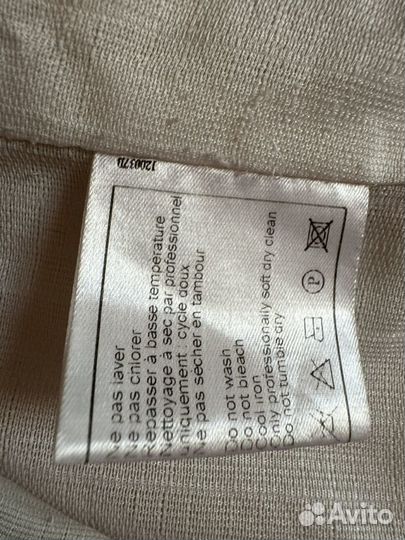 12003711
Ne pas laver
Ne pas chlorer
Repasser à basse température
Nettoyage à sec par professionnel
uniquement : cycle doux
Ne pas sécher en tambour
Do not wash
Do not bleach
Cool iron
Only professionally soft dry clean
Do not tumble dry
P
Avito